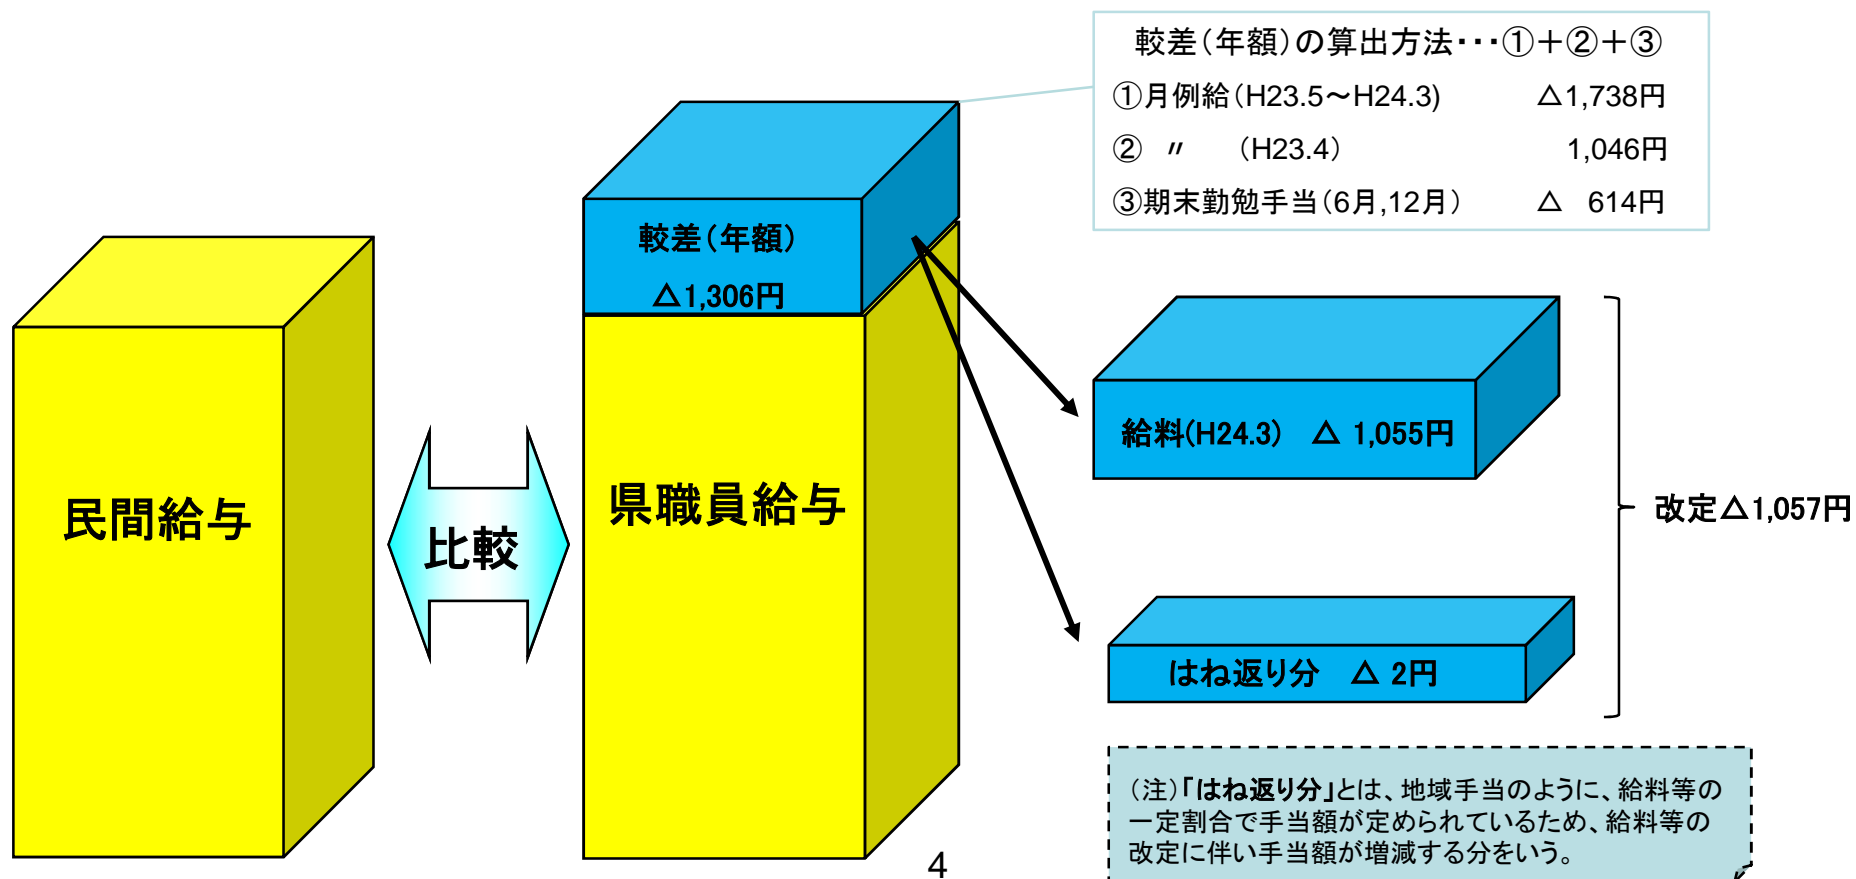 較差(年額)の算出方法・・・①+②+③
①月例給(H23.5~H24.3) △1,738円
② 〃 (H23.4) 1,046円
③期末勤勉手当(6月,12月) △ 614円
較差(年額)
△1,306円
給料(H24.3) △ 1,055円
民間給与
比較
県職員給与
改定△1,057円
はね返り分 △ 2円
(注)「はね返り分」とは、地域手当のように、給料等の
一定割合で手当額が定められているため、給料等の
改定に伴い手当額が増減する分をいう。
4